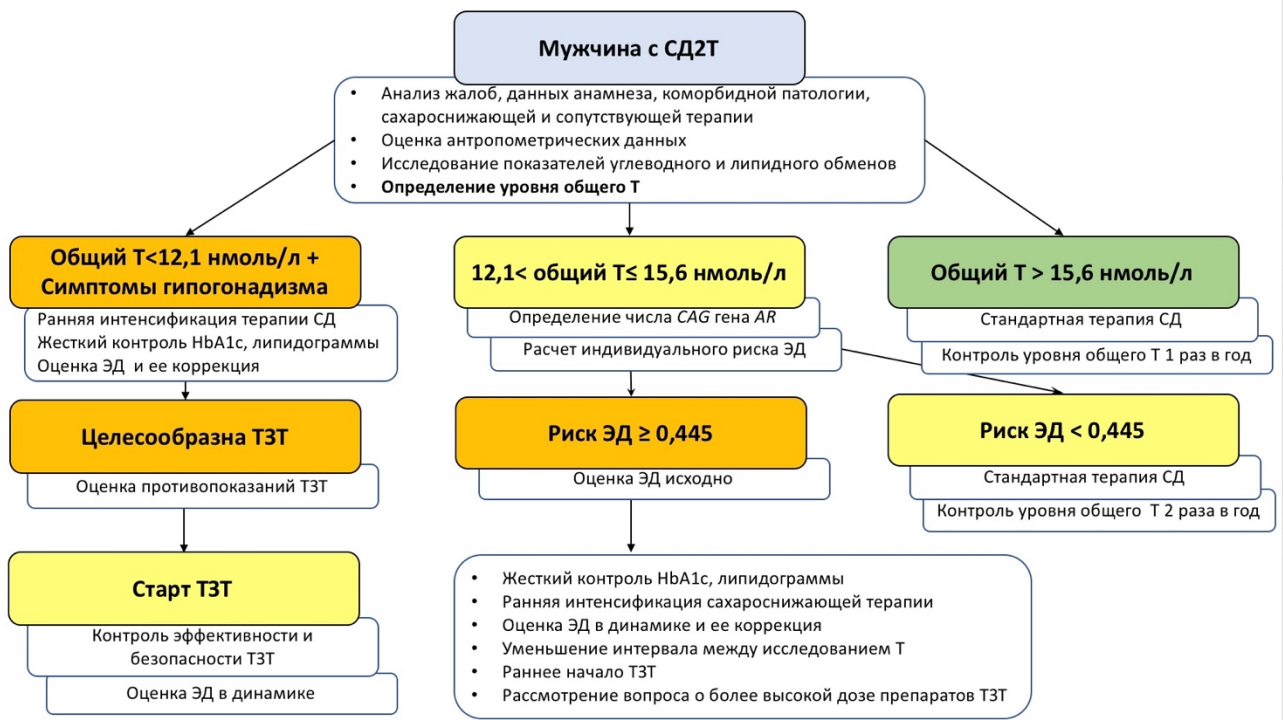 Мужчина с СД2Т
• Анализ жалоб, данных анамнеза, коморбидной патологии,
сахароснижающей и сопутствующей терапии
• Оценка антропометрических данных
• Исследование показателей углеводного и липидного обменов
• Определение уровня общего Т
Общий Т<12,1 нмоль/л +
Симптомы гипогонадизма
Ранняя интенсификация терапии СД
Жесткий контроль HbA1c, липидограммы
Оценка ЭД и ее коррекция
Целесообразна ТЗТ
Оценка противопоказаний ТЗТ
Старт ТЗТ
Контроль эффективности и
безопасности ТЗТ
Оценка ЭД в динамике
12,1< общий Т≤ 15,6 нмоль/л
Определение числа CAG гена AR
Расчет индивидуального риска ЭД
Риск ЭД ≥ 0,445
Оценка ЭД исходно
• Жесткий контроль HbA1c, липидограммы
• Ранняя интенсификация сахароснижающей терапии
• Оценка ЭД в динамике и ее коррекция
• Уменьшение интервала между исследованием Т
• Раннее начало ТЗТ
• Рассмотрение вопроса о более высокой дозе препаратов ТЗТ
Общий Т > 15,6 нмоль/л
Стандартная терапия СД
Контроль уровня общего Т 1 раз в год
Риск ЭД < 0,445
Стандартная терапия СД
Контроль уровня общего Т 2 раза в год